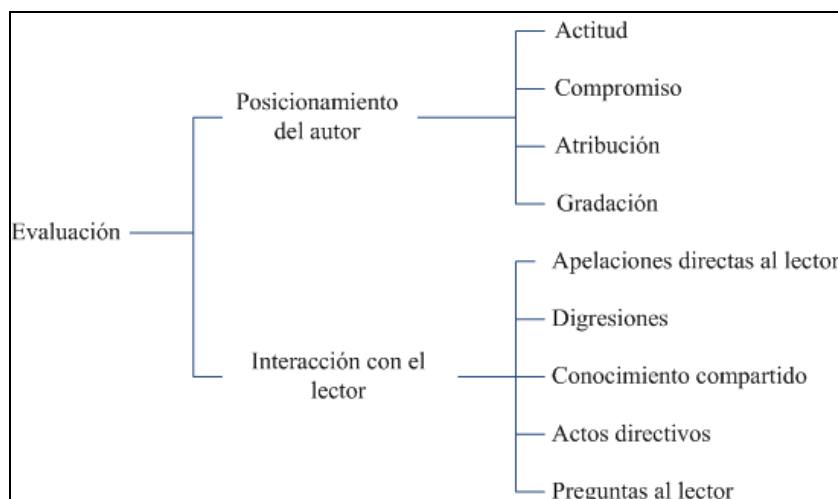 Evaluación
Posicionamiento
del autor
Actitud
Compromiso
Atribución
Gradación
Interacción con el
lector
Apelaciones directas al lector
Digresiones
Conocimiento compartido
Actos directivos
Preguntas al lector